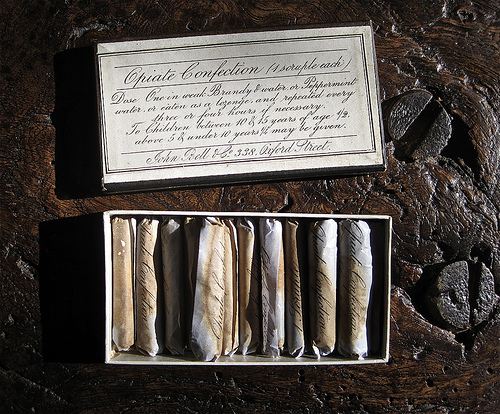 Opiate Confection (1 scruple each)
Dose One in weak Brandy & water, or Peppermint
water, or eaten as a lozenge and repeated every
three or four hours if necessary.
To Children between 10 & 15 years of age 1/2.
above 5 & under 10 years 1/4 may be given.
John Bell & Co. 338, Oxford Street.